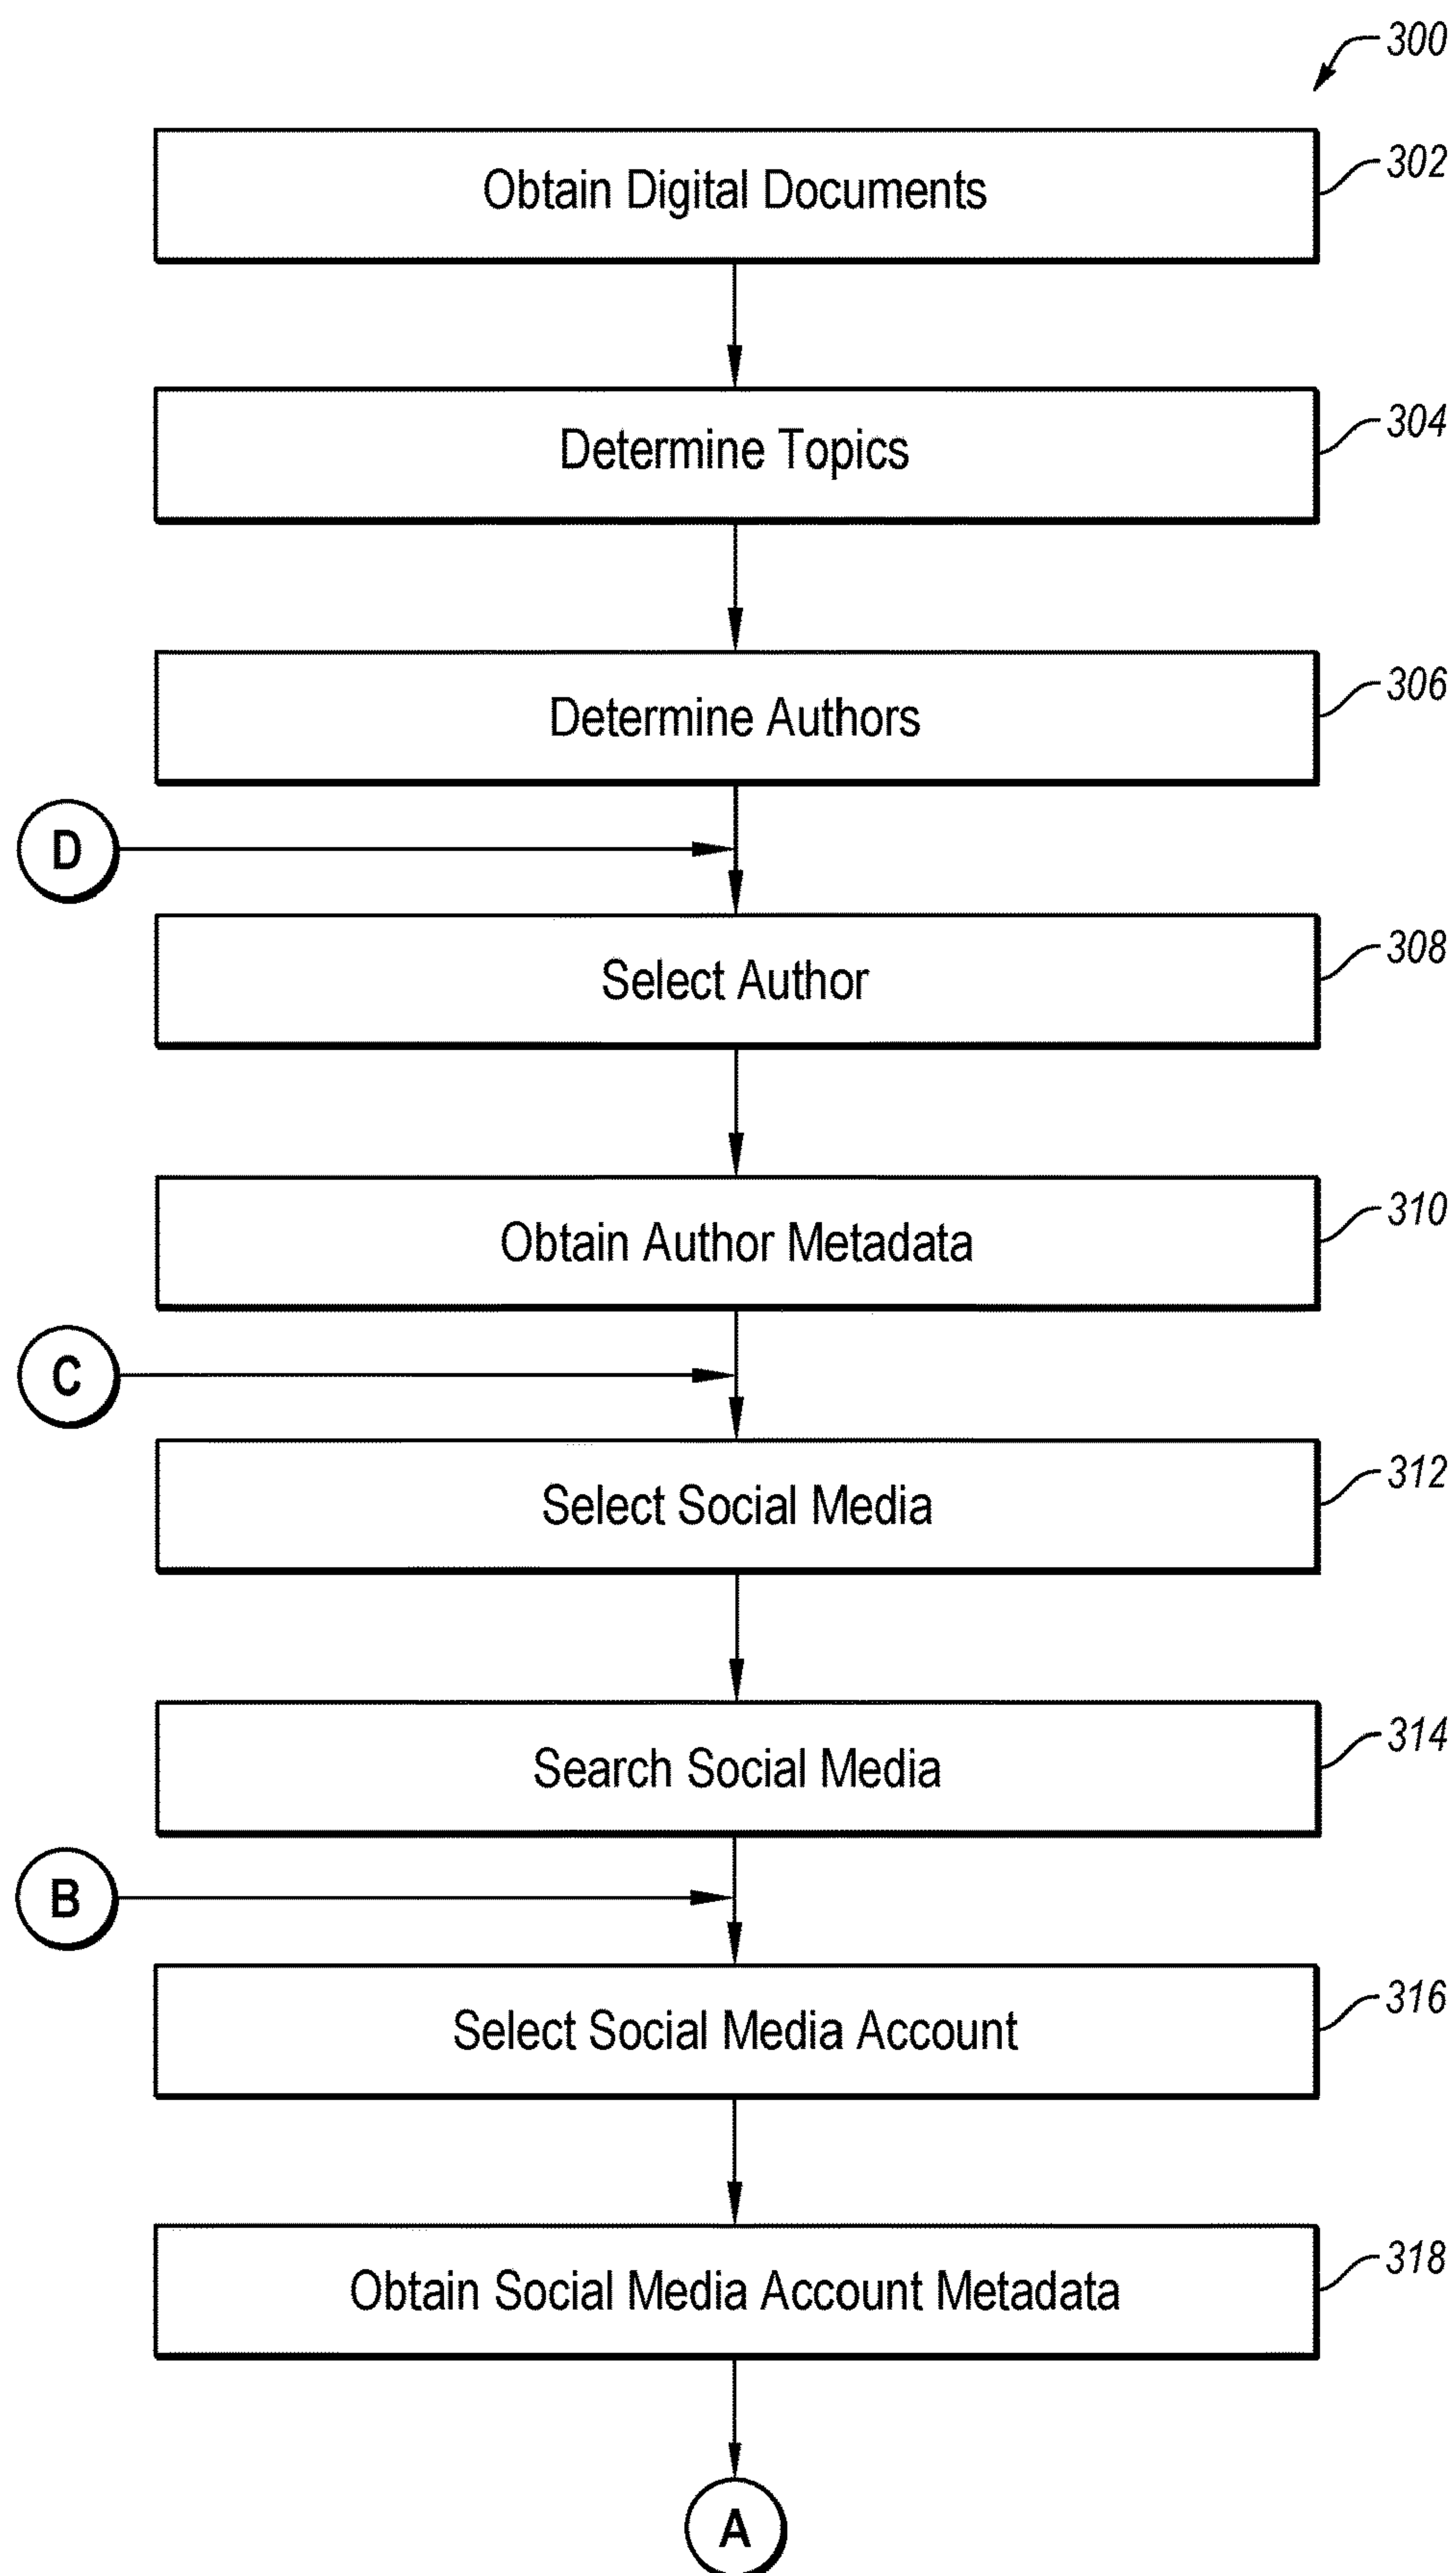 300
Obtain Digital Documents
302
Determine Topics
304
Determine Authors
306
D
Select Author
308
Obtain Author Metadata
310
C
Select Social Media
312
Search Social Media
314
B
Select Social Media Account
316
Obtain Social Media Account Metadata
318
A